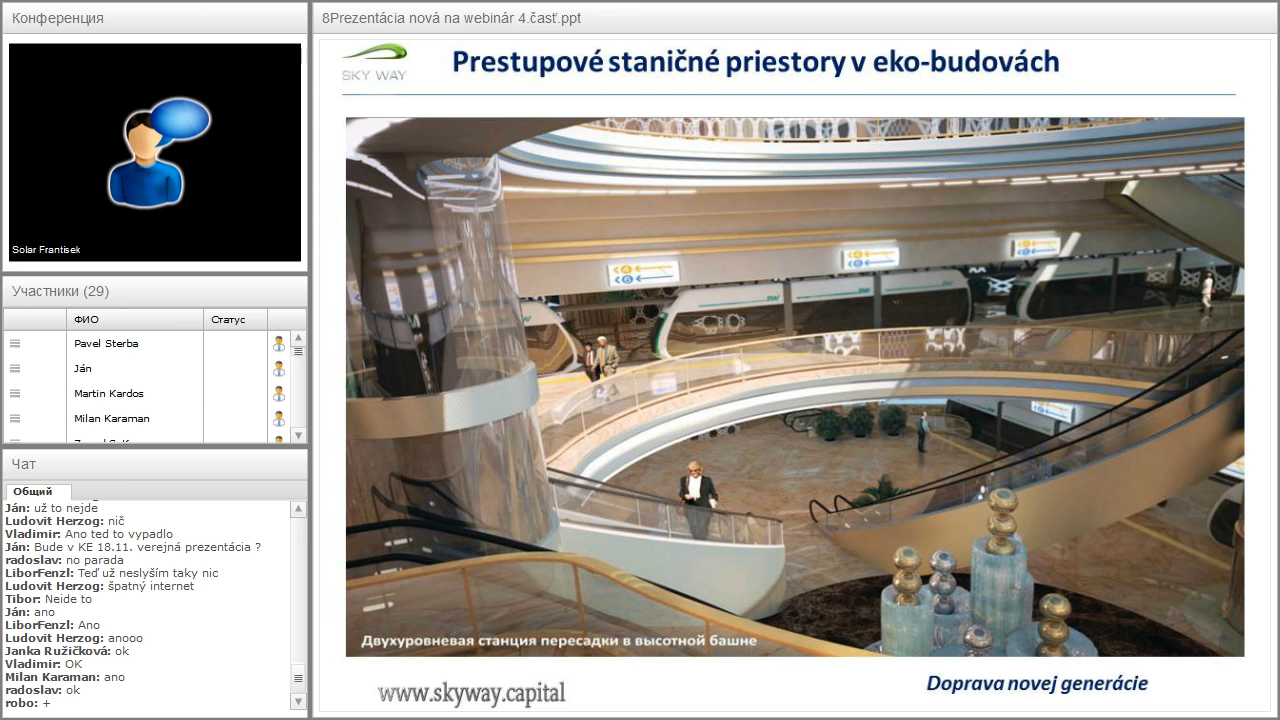 Конференция
Solar Frantisek
Участники (29)
ФИО
Статус
Pavel Sterba
Ján
Martin Kardos
Milan Karaman
Чат
Общий
Ján: už to nejde
Ludovit Herzog: nič
Vladimir: Ano ted to vypadlo
Ján: Bude v KE 18.11. verejná prezentácia ?
radoslav: no parada
LiborFenzl: Teď už neslyším taky nic
Ludovit Herzog: špatný internet
Tibor: Neide to
Ján: ano
LiborFenzl: Ano
Ludovit Herzog: anooo
Janka Ružičková: ok
Vladimir: OK
Milan Karaman: ano
radoslav: ok
robo: +
8Prezentácia nová na webinár 4.časť.ppt
SKY WAY
Prestupové staničné priestory v eko-budovách
Двухуровневая станция пересадки в высотной башне
www.skyway.capital
Doprava novej generácie